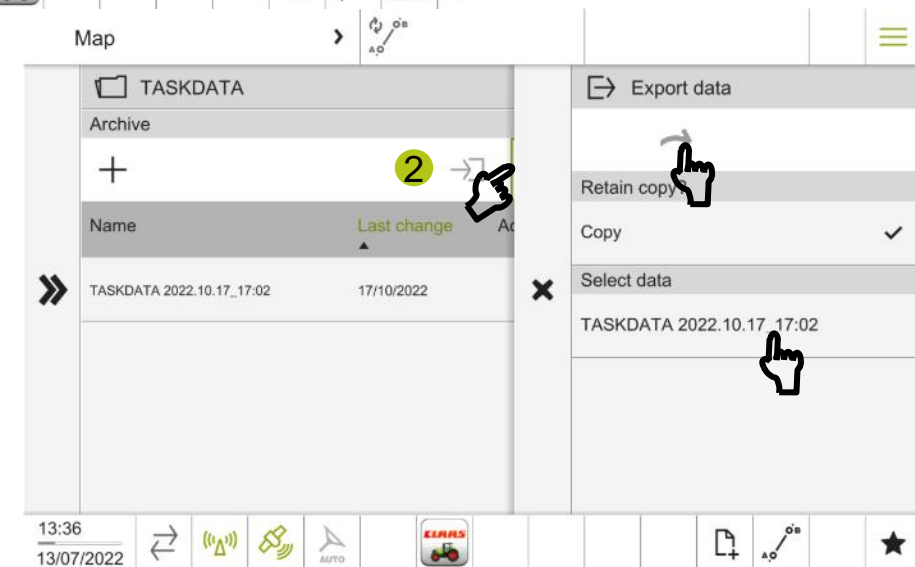 Map
A B
TASKDATA
Export data
Archive
2
Retain copy?
Name Last change
Copy
Select data
TASKDATA 2022.10.17_17:02 17/10/2022
TASKDATA 2022.10.17_17:02
13:36
13/07/2022
AUTO
CLAAS
A B